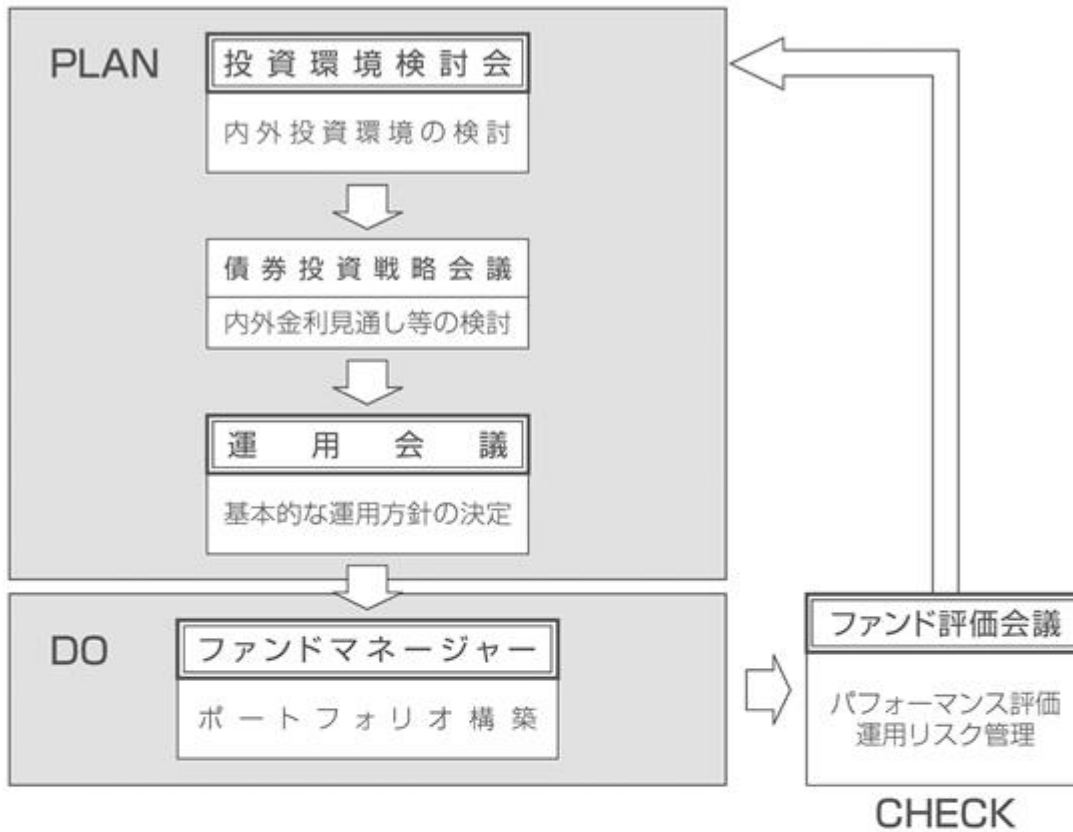 PLAN
投資環境検討会
内外投資環境の検討
債券投資戦略会議
内外金利見通し等の検討
運用会議
基本的な運用方針の決定
DO
ファンドマネージャー
ポートフォリオ構築
ファンド評価会議
パフォーマンス評価
運用リスク管理
CHECK